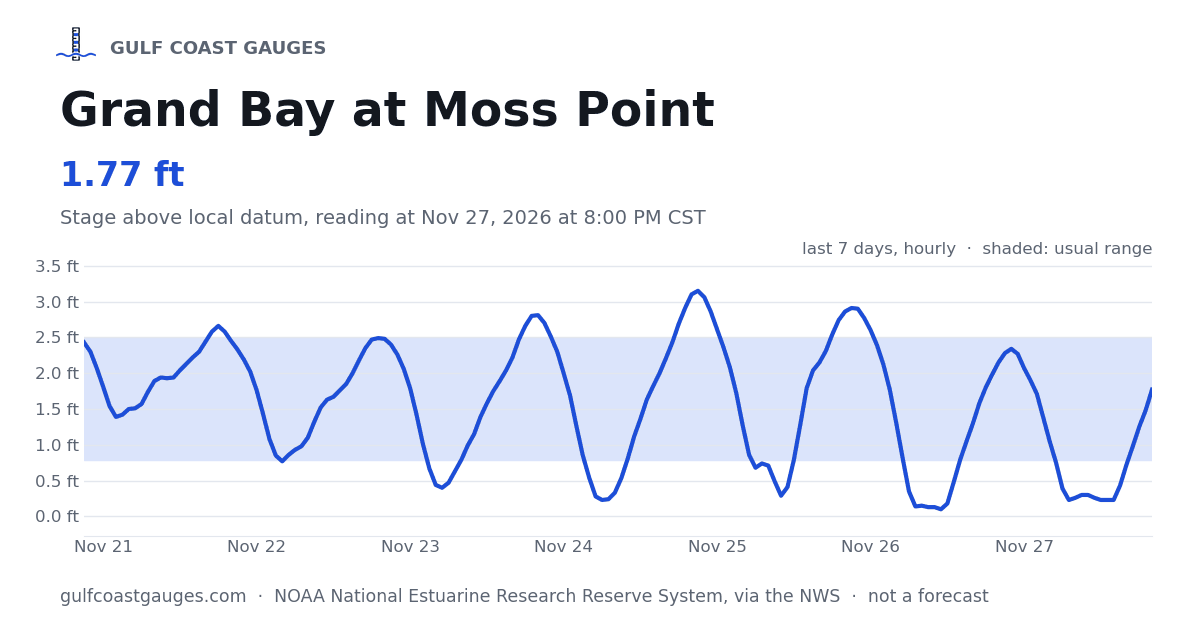 GULF COAST GAUGES
Grand Bay at Moss Point
1.77 ft
Stage above local datum, reading at Nov 27, 2026 at 8:00 PM CST
last 7 days, hourly · shaded: usual range
3.5 ft
3.0 ft
2.5 ft
2.0 ft
1.5 ft
1.0 ft
0.5 ft
0.0 ft
Nov 21 Nov 22 Nov 23 Nov 24 Nov 25 Nov 26 Nov 27
gulfcoastgauges.com · NOAA National Estuarine Research Reserve System, via the NWS · not a forecast